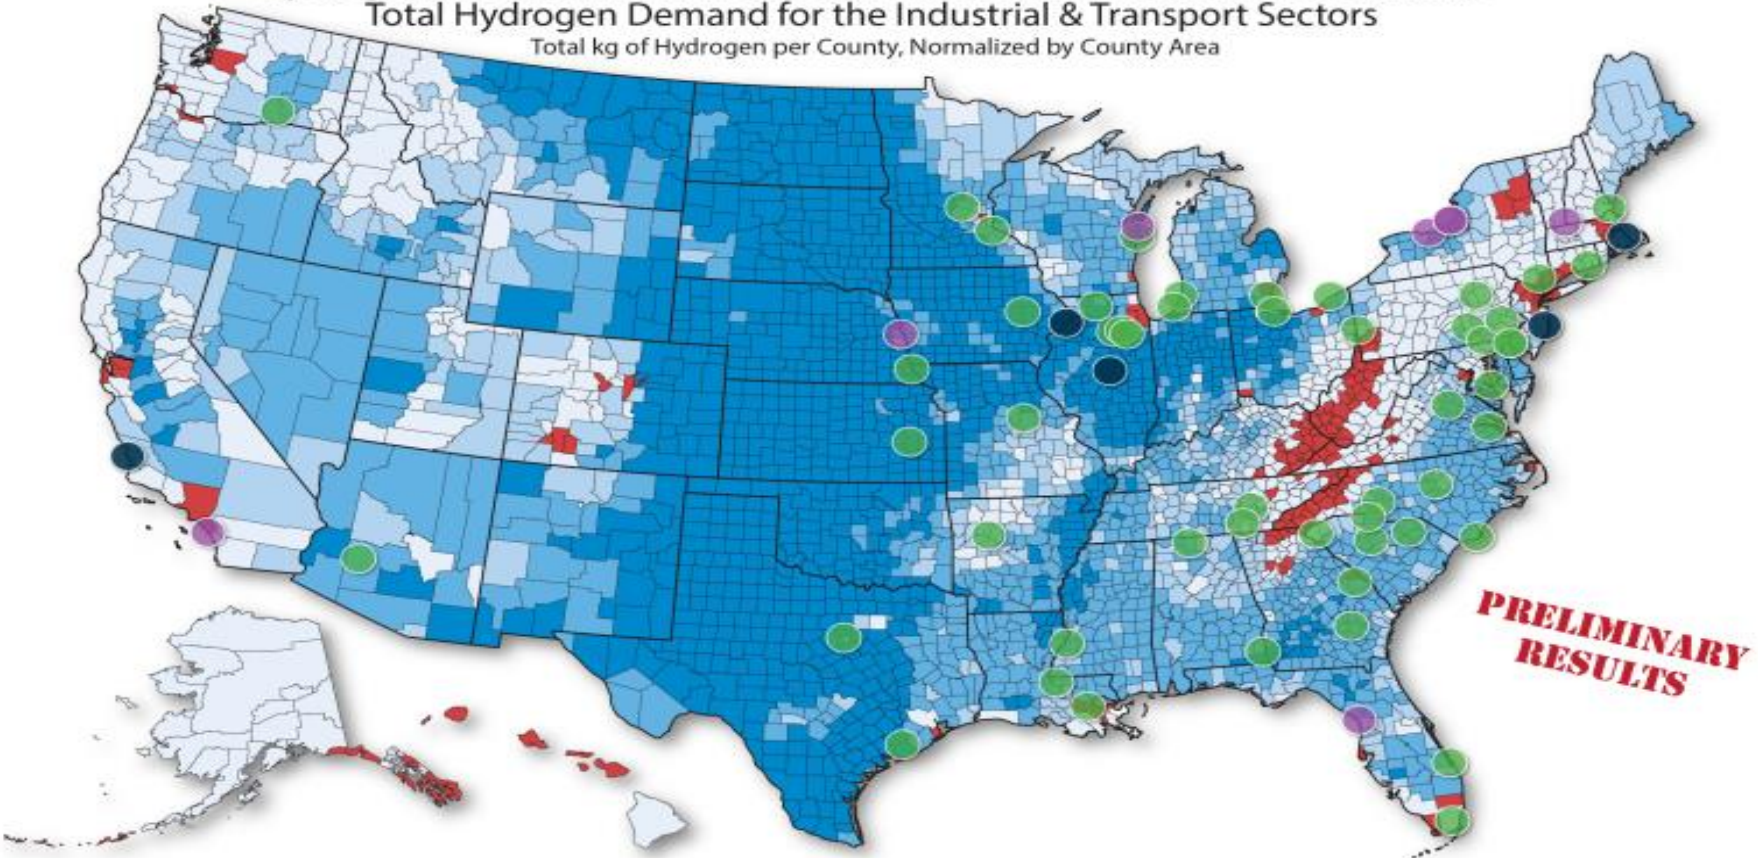 Total Hydrogen Demand for the Industrial & Transport Sectors
Total kg of Hydrogen per County, Normalized by County Area
PRELIMINARY
RESULTS